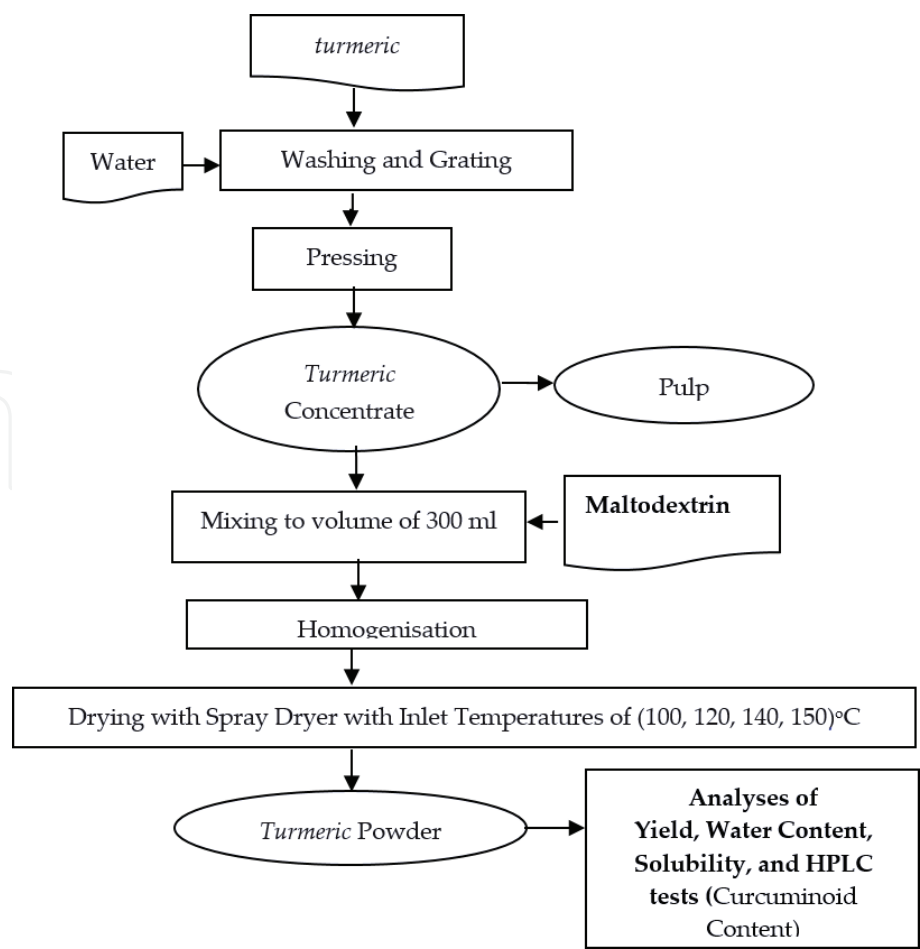 turmeric
Water
Washing and Grating
Pressing
Turmeric
Concentrate
Pulp
Mixing to volume of 300 ml
Maltodextrin
Homogenisation
Drying with Spray Dryer with Inlet Temperatures of (100, 120, 140, 150)°C
Turmeric Powder
Analyses of
Yield, Water Content,
Solubility, and HPLC
tests (Curcuminoid
Content)